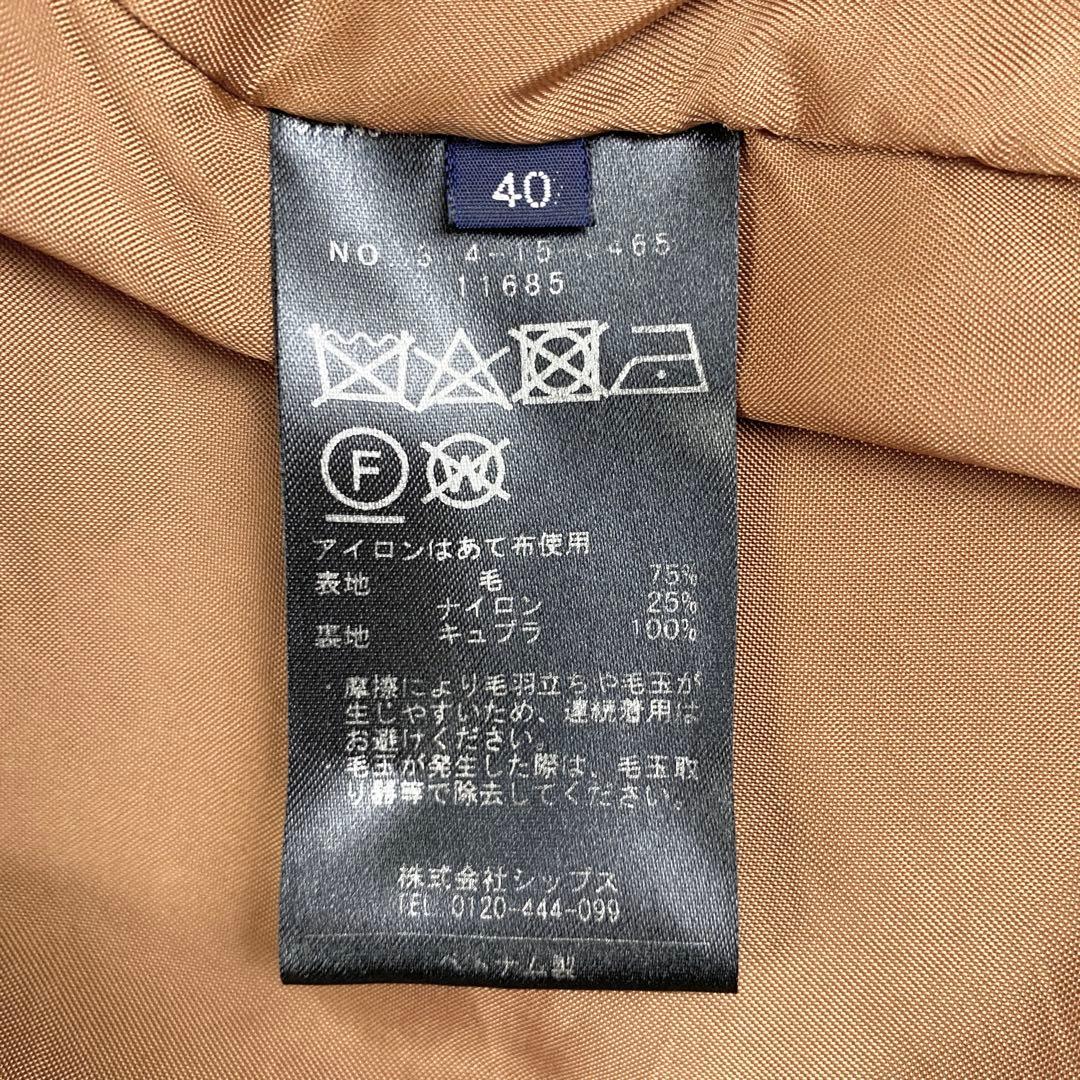 40
NO 4-15 465
11685
F
W
アイロンはあて布使用
表地 毛 75%
ナイロン 25%
裏地 キュプラ 100%
・摩擦により毛羽立ちや毛玉が
生じやすいため、連続着用は
お避けください。
・毛玉が発生した際は、毛玉取
り器等で除去してください。
株式会社シップス
TEL 0120-444-099
ベトナム製